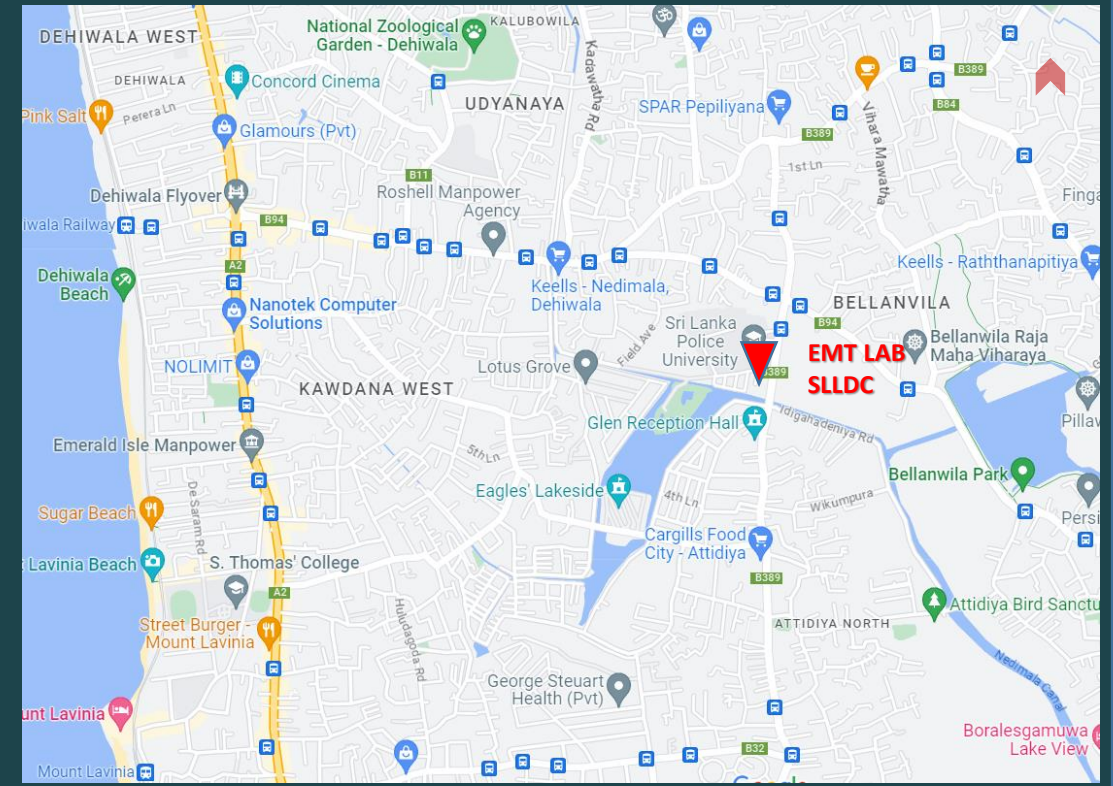 KALUBOWILA
National Zoological
Garden - Dehiwala
DEHIWALA WEST
DEHIWALA
Concord Cinema
Kadawatha Rd
B389
UDYANAYA
SPAR Pepiliyana
B84
Pink Salt
Perera Ln
Glamours (Pvt)
B389
Vihara Mawatha
1st Ln
B11
Dehiwala Flyover
Roshell Manpower
Agency
Finga
iwala Railway
B94
A2
Keells - Raththanapitiya
Dehiwala
Beach
Keells - Nedimala,
Dehiwala
BELLANVILA
Nanotek Computer
Solutions
Sri Lanka
Police
University
B94
Field Ave
Bellanwila Raja
Maha Viharaya
EMT LAB
SLLDC
NOLIMIT
Lotus Grove
B389
KAWDANA WEST
Glen Reception Hall
Idigahadeniya Rd
Pillaw
Emerald Isle Manpower
5th Ln
Bellanwila Park
Eagles' Lakeside
4th Ln
Wikumpura
De Saram Rd
Sugar Beach
Persi
Cargills Food
City - Attidiya
Lavinia Beach
S. Thomas' College
B389
A2
Attidiya Bird Sanctu
Huludagoda Rd
Street Burger -
Mount Lavinia
ATTIDIYA NORTH
Nedimala Canal
George Steuart
Health (Pvt)
unt Lavinia
Boralesgamuwa
Lake View
B32
Mount Lavinia